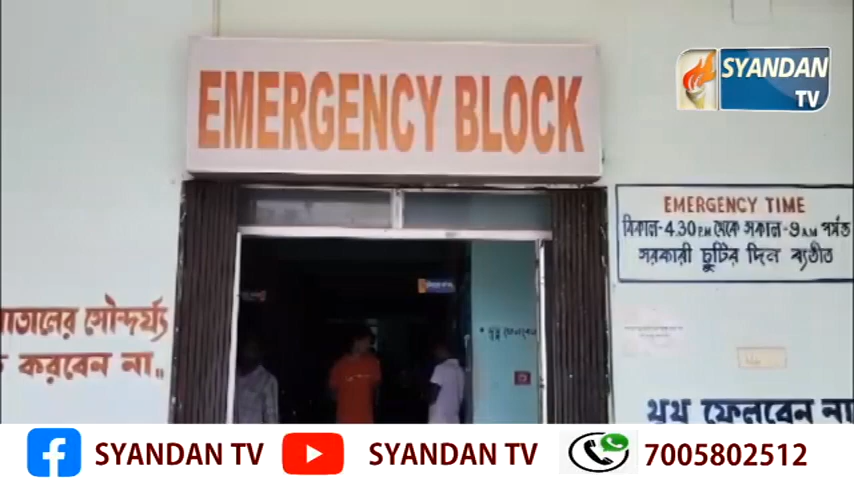 EMERGENCY BLOCK
SYANDAN
TV
EMERGENCY TIME
বিকাল-4.30 PM থেকে সকাল-9 AM পর্যন্ত
সরকারী ছুটির দিন ব্যতীত
াতালের সৌন্দর্য্য
করবেন না..
থুথু ফেলবেন না
SYANDAN TV SYANDAN TV 7005802512